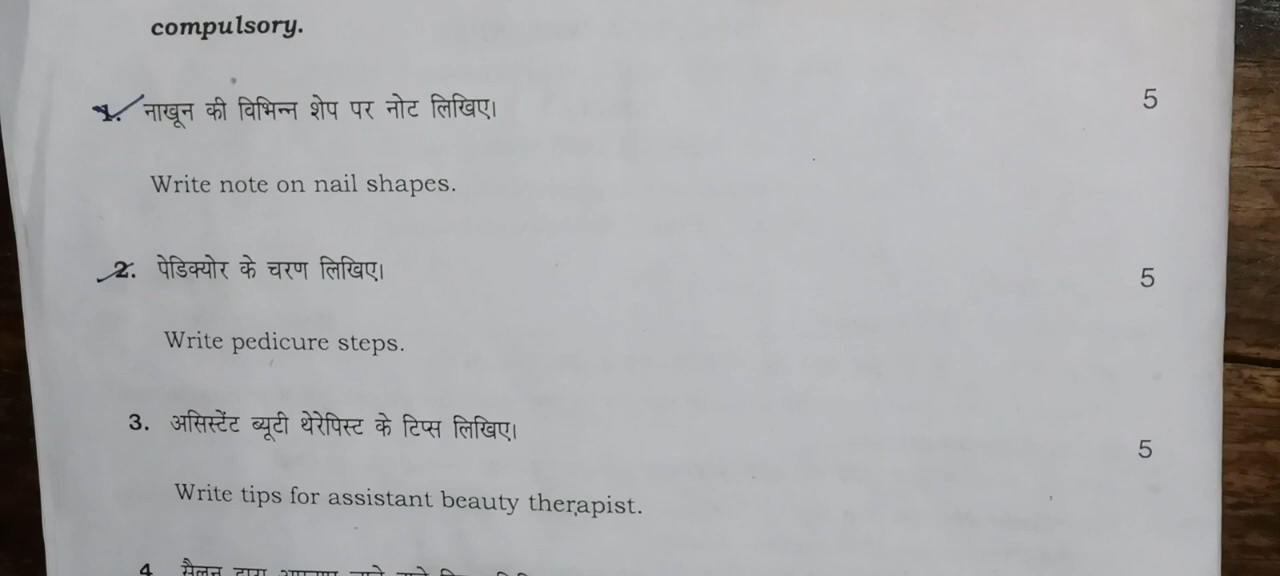 compulsory.
1. नाखून की विभिन्न शेप पर नोट लिखिए। 5
Write note on nail shapes.
2. पेडिक्योर के चरण लिखिए। 5
Write pedicure steps.
3. असिस्टेंट ब्यूटी थेरेपिस्ट के टिप्स लिखिए। 5
Write tips for assistant beauty therapist.
4 सैलून द्वारा